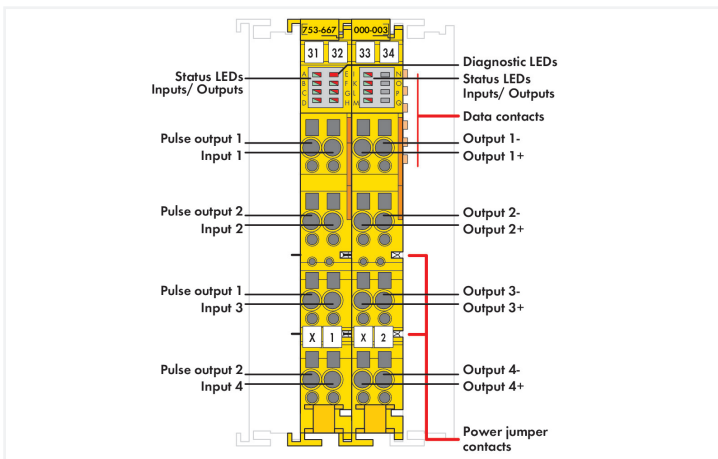 753-667
000-003
31 32 33 34
Diagnostic LEDs
Status LEDs
Inputs/ Outputs
Status LEDs
Inputs/ Outputs
A E I N
B F K O
C G L P
D H M Q
Data contacts
Pulse output 1
Input 1
Output 1-
Output 1+
Pulse output 2
Input 2
Output 2-
Output 2+
Pulse output 1
Input 3
Output 3-
Output 3+
X 1 X 2
Pulse output 2
Input 4
Output 4-
Output 4+
Power jumper
contacts